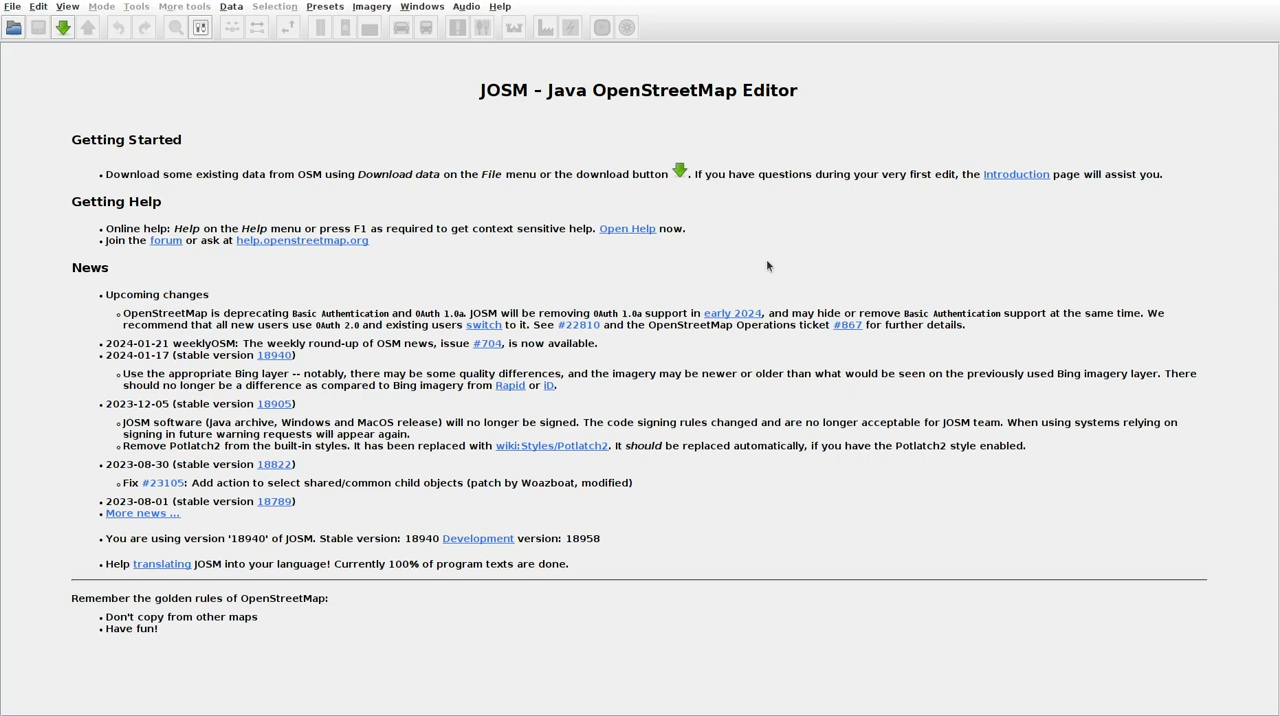 File Edit View Mode Tools More tools Data Selection Presets Imagery Windows Audio Help
JOSM – Java OpenStreetMap Editor
Getting Started
• Download some existing data from OSM using Download data on the File menu or the download button . If you have questions during your very first edit, the Introduction page will assist you.
Getting Help
• Online help: Help on the Help menu or press F1 as required to get context sensitive help. Open Help now.
• Join the forum or ask at help.openstreetmap.org
News
• Upcoming changes
◦ OpenStreetMap is deprecating Basic Authentication and OAuth 1.0a. JOSM will be removing OAuth 1.0a support in early 2024, and may hide or remove Basic Authentication support at the same time. We
recommend that all new users use OAuth 2.0 and existing users switch to it. See #22810 and the OpenStreetMap Operations ticket #867 for further details.
• 2024-01-21 weeklyOSM: The weekly round-up of OSM news, issue #704, is now available.
• 2024-01-17 (stable version 18940)
◦ Use the appropriate Bing layer -- notably, there may be some quality differences, and the imagery may be newer or older than what would be seen on the previously used Bing imagery layer. There
should no longer be a difference as compared to Bing imagery from Rapid or iD.
• 2023-12-05 (stable version 18905)
◦ JOSM software (Java archive, Windows and MacOS release) will no longer be signed. The code signing rules changed and are no longer acceptable for JOSM team. When using systems relying on
signing in future warning requests will appear again.
◦ Remove Potlatch2 from the built-in styles. It has been replaced with wiki:Styles/Potlatch2. It should be replaced automatically, if you have the Potlatch2 style enabled.
• 2023-08-30 (stable version 18822)
◦ Fix #23105: Add action to select shared/common child objects (patch by Woazboat, modified)
• 2023-08-01 (stable version 18789)
• More news ...
• You are using version '18940' of JOSM. Stable version: 18940 Development version: 18958
• Help translating JOSM into your language! Currently 100% of program texts are done.
Remember the golden rules of OpenStreetMap:
• Don't copy from other maps
• Have fun!